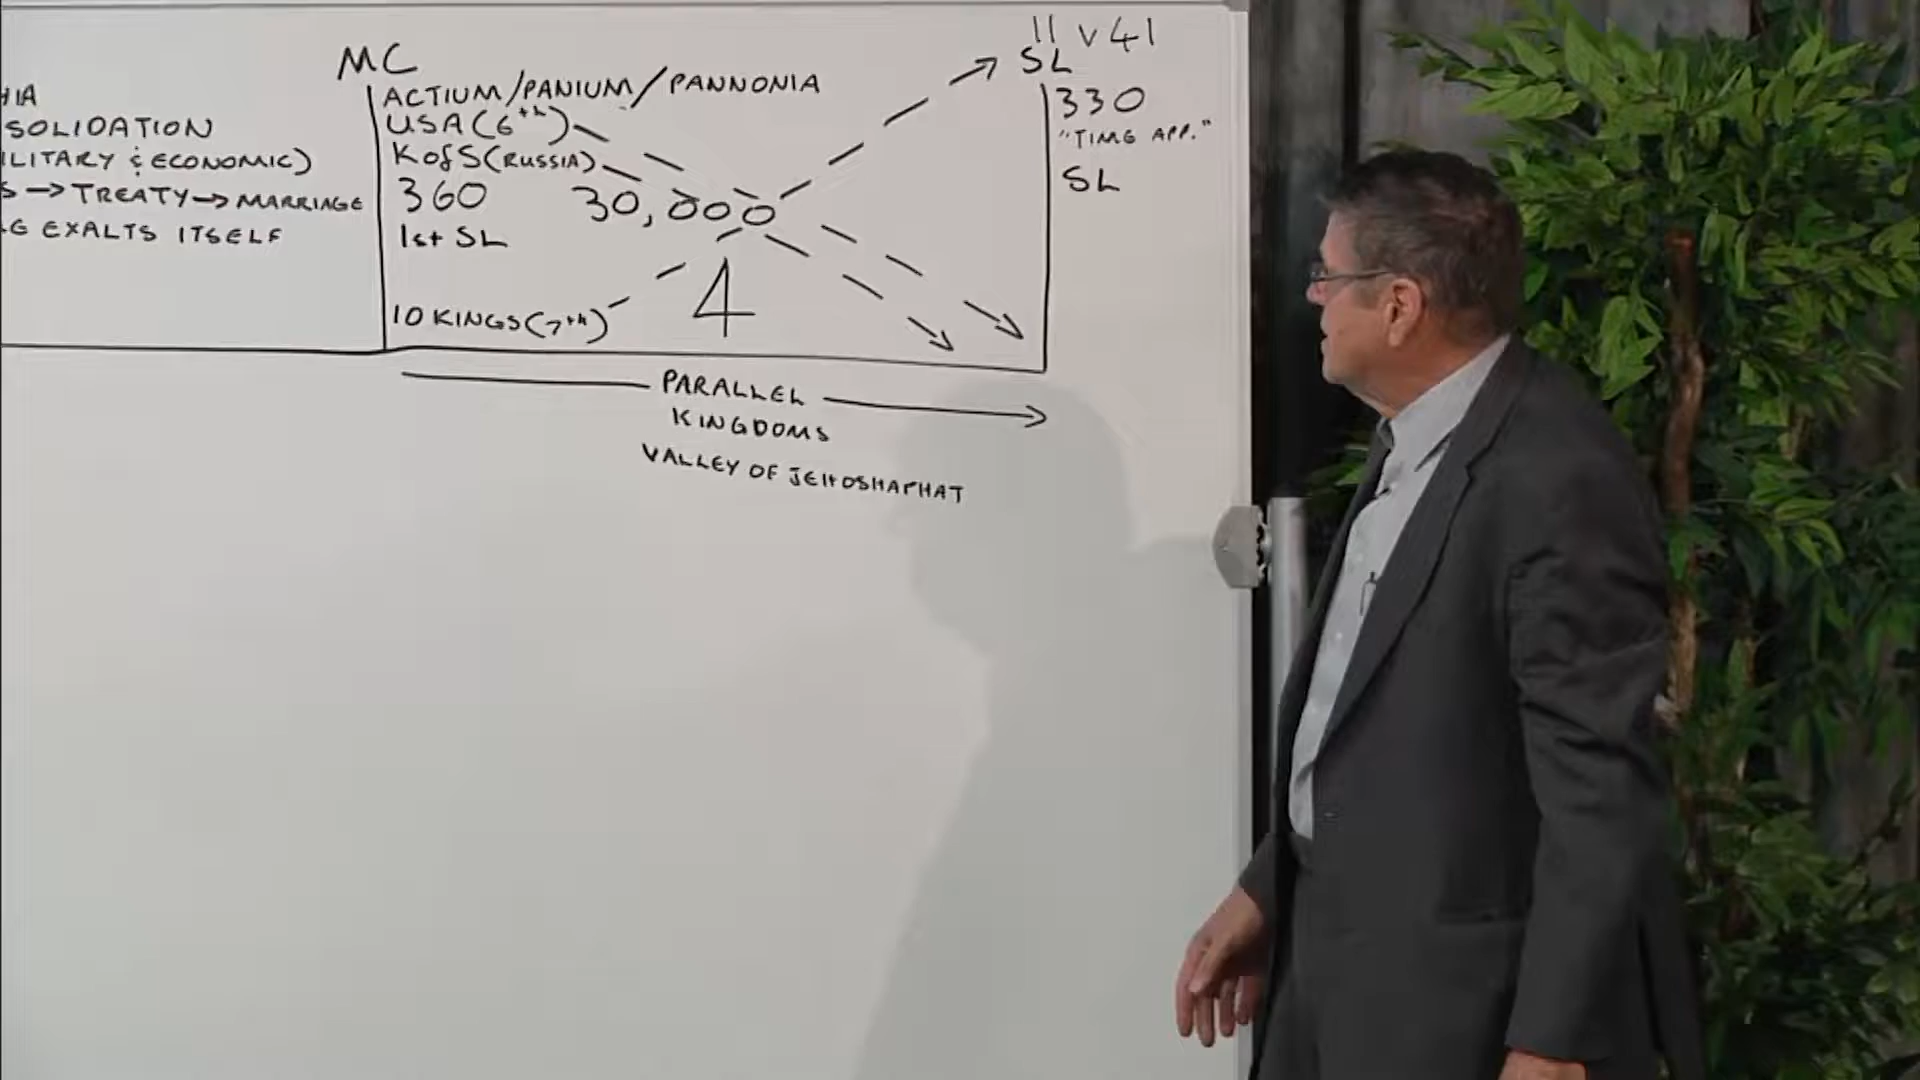 HIA
SOLIDATION
ILITARY & ECONOMIC)
S → TREATY → MARRIAGE
G EXALTS ITSELF
MC
ACTIUM/PANIUM/PANNONIA
USA (6th)
KofS (RUSSIA)
360
30,000
1st SL
4
10 KINGS (7th)
11 v 41
SL
330
"TIME APP."
SL
PARALLEL
KINGDOMS
VALLEY OF JEHOSHAPHAT